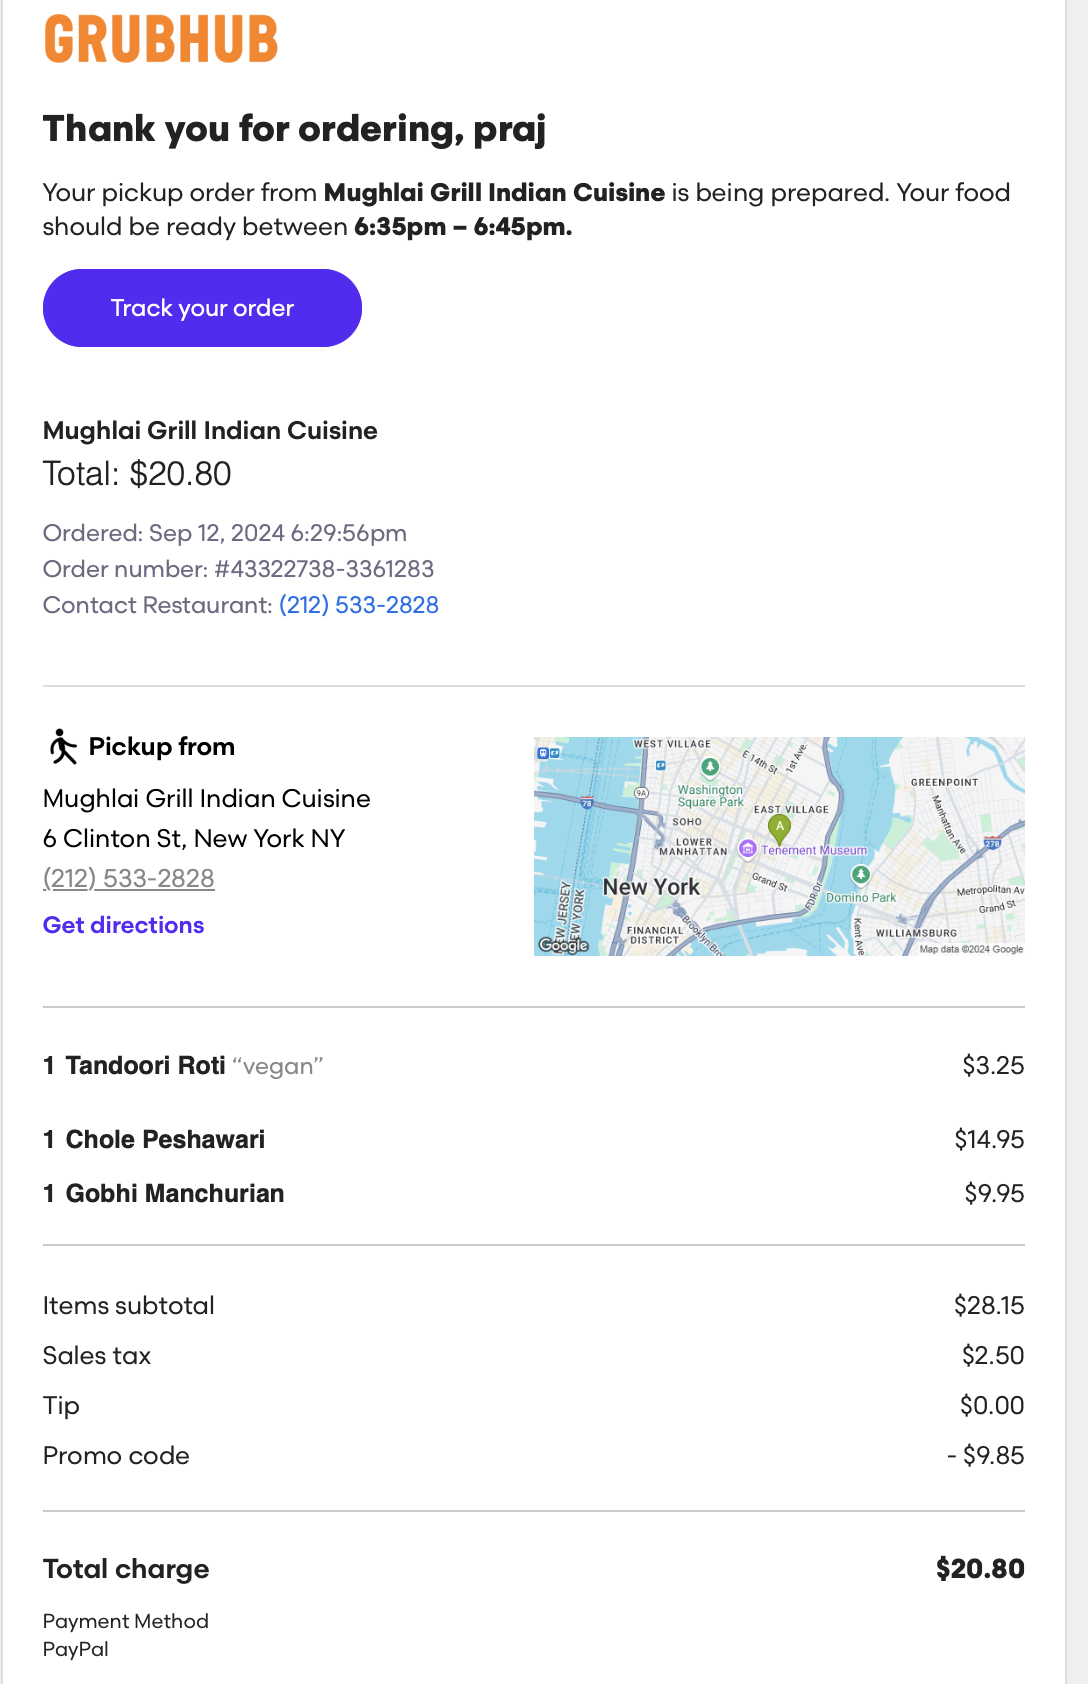 GRUBHUB
Thank you for ordering, praj
Your pickup order from Mughlai Grill Indian Cuisine is being prepared. Your food
should be ready between 6:35pm – 6:45pm.
Track your order
Mughlai Grill Indian Cuisine
Total: $20.80
Ordered: Sep 12, 2024 6:29:56pm
Order number: #43322738-3361283
Contact Restaurant: (212) 533-2828
Pickup from
Mughlai Grill Indian Cuisine
6 Clinton St, New York NY
(212) 533-2828
Get directions
WEST VILLAGE
E 14th St
1st Ave.
GREENPOINT
Washington
Square Park
9A
78
78
EAST VILLAGE
Manhattan Ave
SOHO
A
278
LOWER
MANHATTAN
Tenement Museum
New York
Grand St
FDR Dr
Domino Park
Metropolitan Av
Grand St
NEW JERSEY
NEW YORK
FINANCIAL
DISTRICT
Brooklyn Br
Kent Ave
WILLIAMSBURG
Google
Map data ©2024 Google
1 Tandoori Roti “vegan” $3.25
1 Chole Peshawari $14.95
1 Gobhi Manchurian $9.95
Items subtotal $28.15
Sales tax $2.50
Tip $0.00
Promo code - $9.85
Total charge $20.80
Payment Method
PayPal